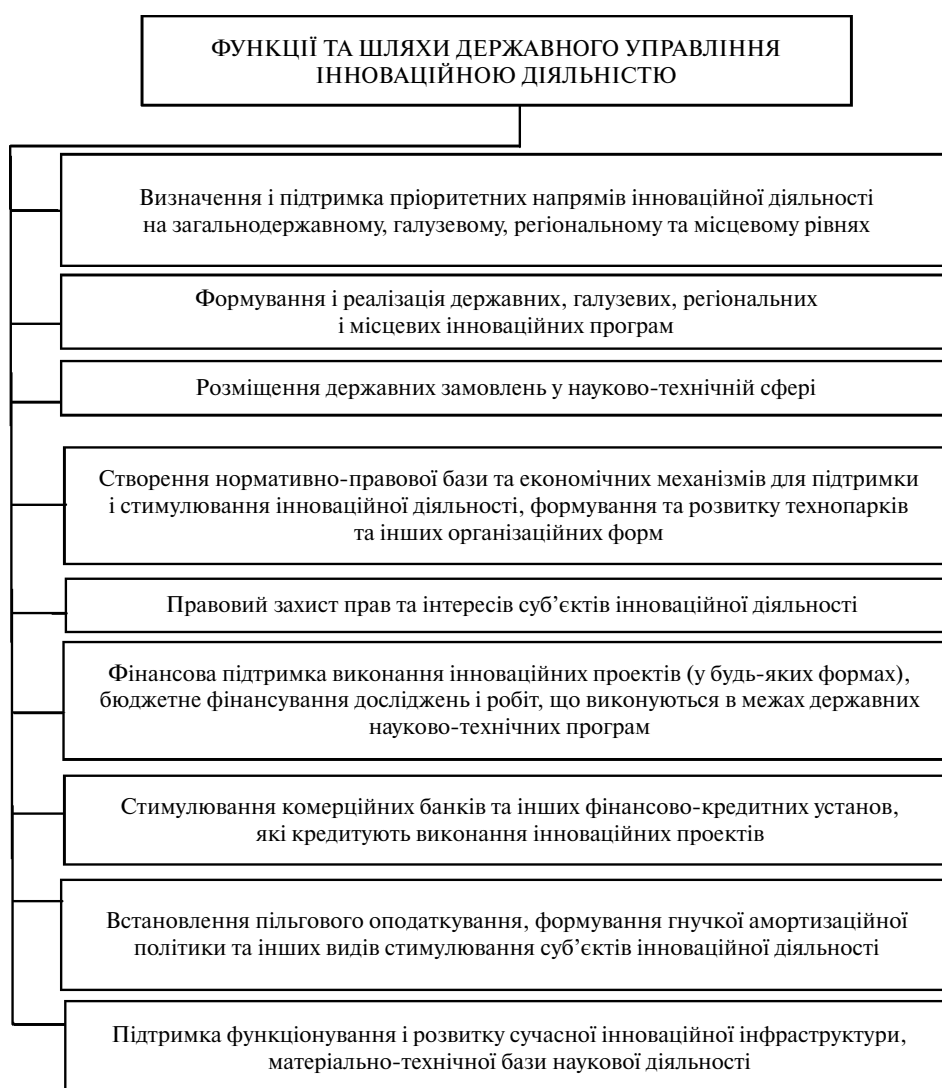 ФУНКЦІЇ ТА ШЛЯХИ ДЕРЖАВНОГО УПРАВЛІННЯ
ІННОВАЦІЙНОЮ ДІЯЛЬНІСТЮ
Визначення і підтримка пріоритетних напрямів інноваційної діяльності
на загальнодержавному, галузевому, регіональному та місцевому рівнях
Формування і реалізація державних, галузевих, регіональних
і місцевих інноваційних програм
Розміщення державних замовлень у науково-технічній сфері
Створення нормативно-правової бази та економічних механізмів для підтримки
і стимулювання інноваційної діяльності, формування та розвитку технопарків
та інших організаційних форм
Правовий захист прав та інтересів суб’єктів інноваційної діяльності
Фінансова підтримка виконання інноваційних проектів (у будь-яких формах),
бюджетне фінансування досліджень і робіт, що виконуються в межах державних
науково-технічних програм
Стимулювання комерційних банків та інших фінансово-кредитних установ,
які кредитують виконання інноваційних проектів
Встановлення пільгового оподаткування, формування гнучкої амортизаційної
політики та інших видів стимулювання суб’єктів інноваційної діяльності
Підтримка функціонування і розвитку сучасної інноваційної інфраструктури,
матеріально-технічної бази наукової діяльності